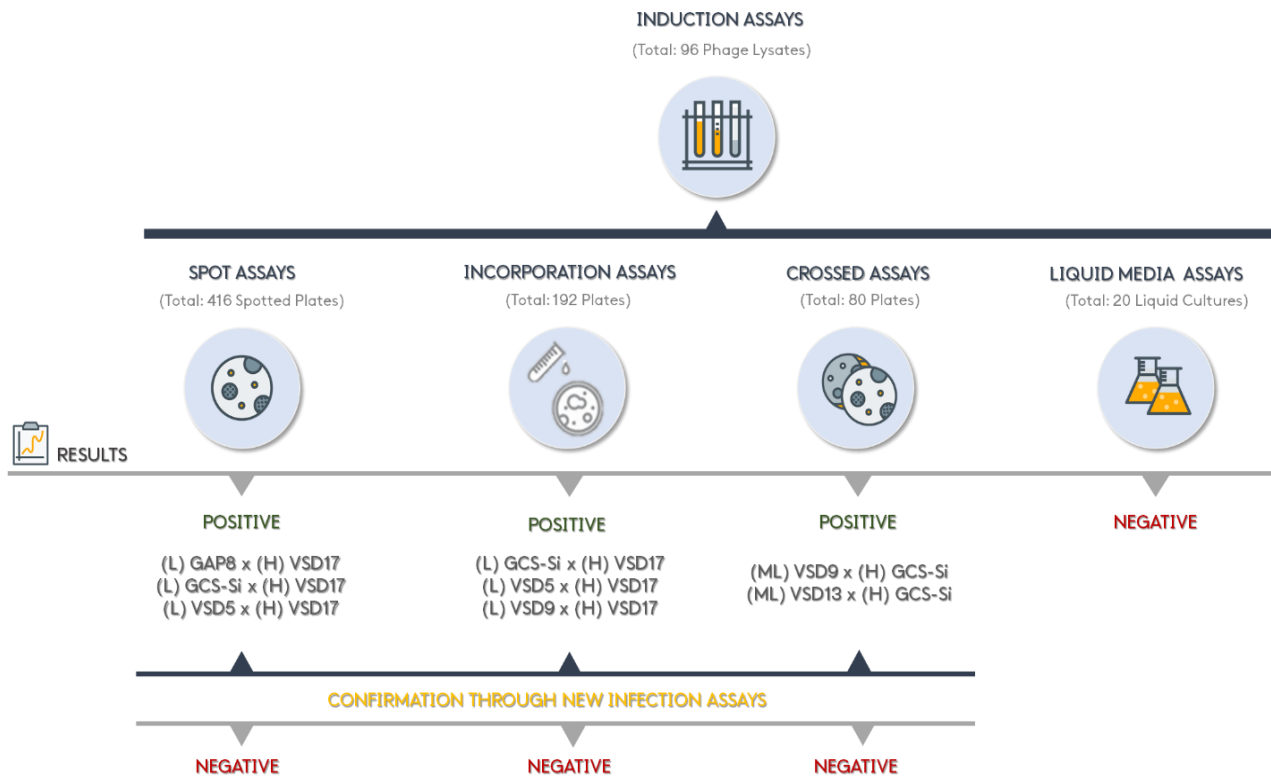 INDUCTION ASSAYS
(Total: 96 Phage Lysates)
SPOT ASSAYS
(Total: 416 Spotted Plates)
INCORPORATION ASSAYS
(Total: 192 Plates)
CROSSED ASSAYS
(Total: 80 Plates)
LIQUID MEDIA ASSAYS
(Total: 20 Liquid Cultures)
RESULTS
POSITIVE
(L) GAP8 x (H) VSD17
(L) GCS-Si x (H) VSD17
(L) VSD5 x (H) VSD17
POSITIVE
(L) GCS-Si x (H) VSD17
(L) VSD5 x (H) VSD17
(L) VSD9 x (H) VSD17
POSITIVE
(ML) VSD9 x (H) GCS-Si
(ML) VSD13 x (H) GCS-Si
NEGATIVE
CONFIRMATION THROUGH NEW INFECTION ASSAYS
NEGATIVE
NEGATIVE
NEGATIVE